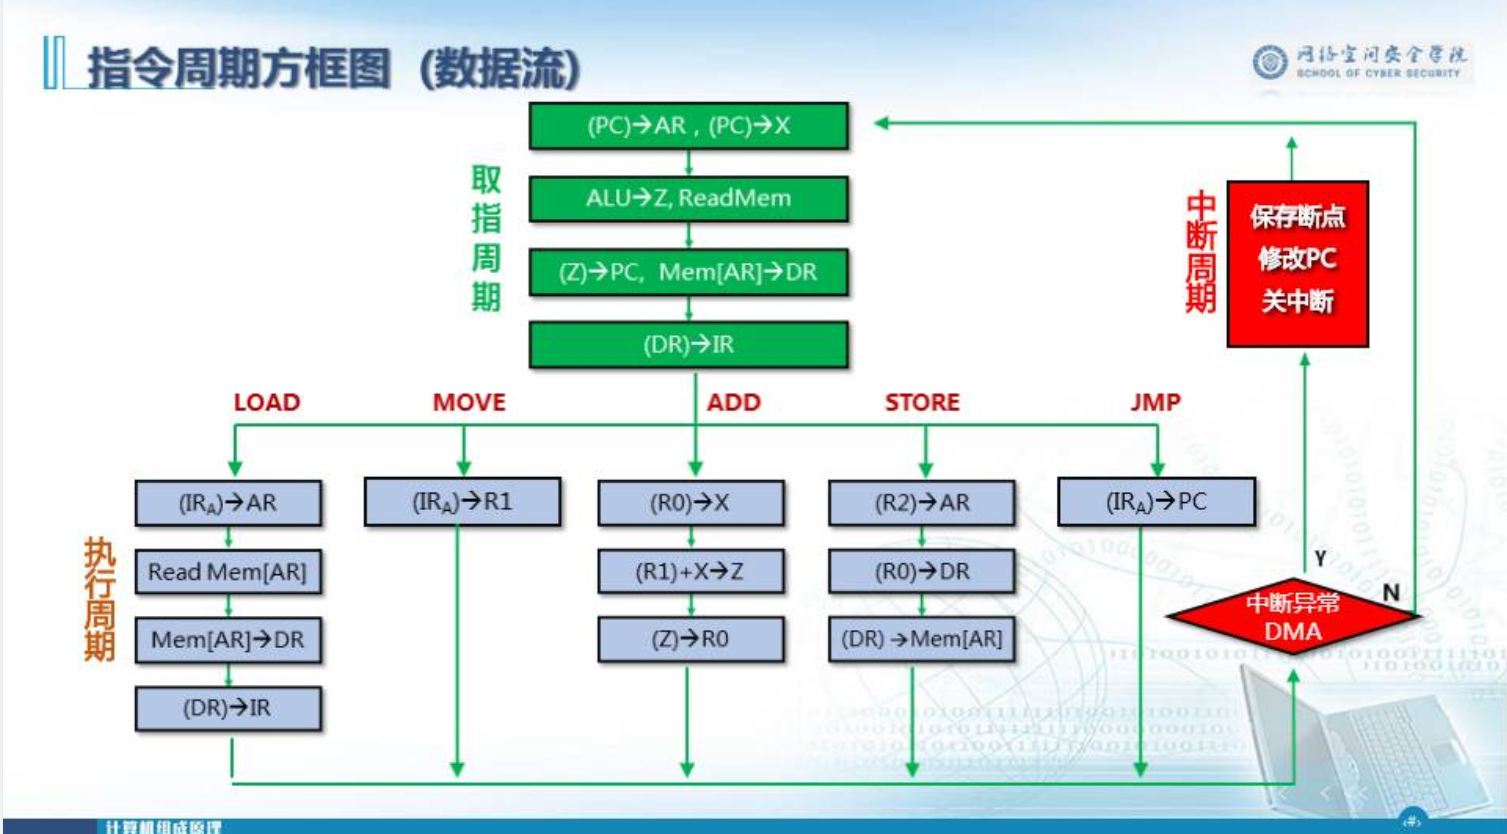 指令周期方框图（数据流）
网络空间安全学院
SCHOOL OF CYBER SECURITY
(PC)→AR , (PC)→X
取指周期
ALU→Z, ReadMem
(Z)→PC, Mem[AR]→DR
(DR)→IR
中断周期
保存断点
修改PC
关中断
LOAD
MOVE
ADD
STORE
JMP
执行周期
(IRA)→AR
Read Mem[AR]
Mem[AR]→DR
(DR)→IR
(IRA)→R1
(R0)→X
(R1)+X→Z
(Z)→R0
(R2)→AR
(R0)→DR
(DR)→Mem[AR]
(IRA)→PC
Y
N
中断异常
DMA
计算机组成原理
‹#›